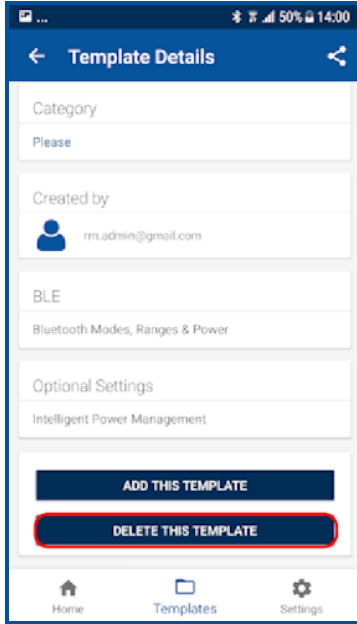 ... 50% 14:00
Template Details
Category
Please
Created by
rm.admin@gmail.com
BLE
Bluetooth Modes, Ranges & Power
Optional Settings
Intelligent Power Management
ADD THIS TEMPLATE
DELETE THIS TEMPLATE
Home Templates Settings